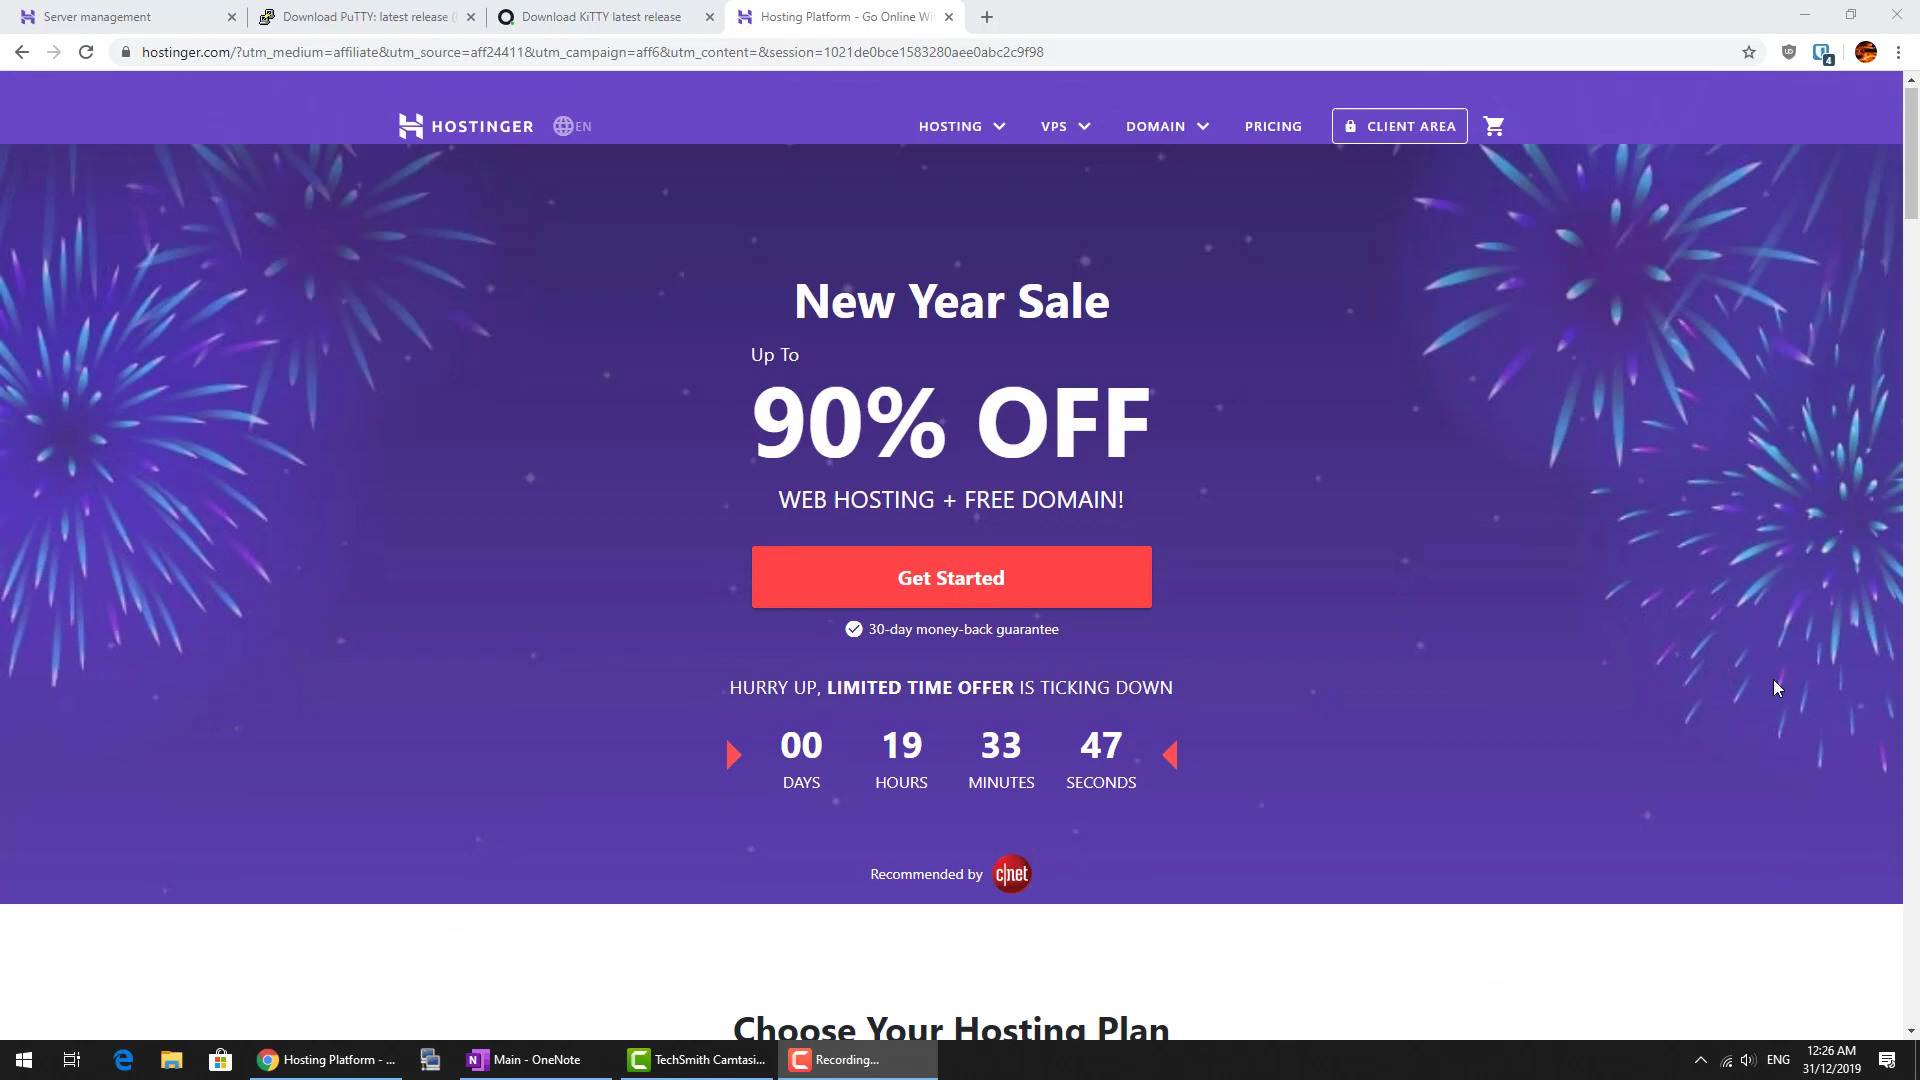 Server management
Download PuTTY: latest release (
Download KiTTY latest release
Hosting Platform - Go Online Wi
hostinger.com/?utm_medium=affiliate&utm_source=aff24411&utm_campaign=aff6&utm_content=&session=1021de0bce1583280aee0abc2c9f98
4
HOSTINGER
EN
HOSTING
VPS
DOMAIN
PRICING
CLIENT AREA
New Year Sale
Up To
90% OFF
WEB HOSTING + FREE DOMAIN!
Get Started
30-day money-back guarantee
HURRY UP, LIMITED TIME OFFER IS TICKING DOWN
00 19 33 47
DAYS HOURS MINUTES SECONDS
Recommended by c|net
Choose Your Hosting Plan
Hosting Platform - ...
Main - OneNote
TechSmith Camtasi...
Recording...
ENG
12:26 AM
31/12/2019